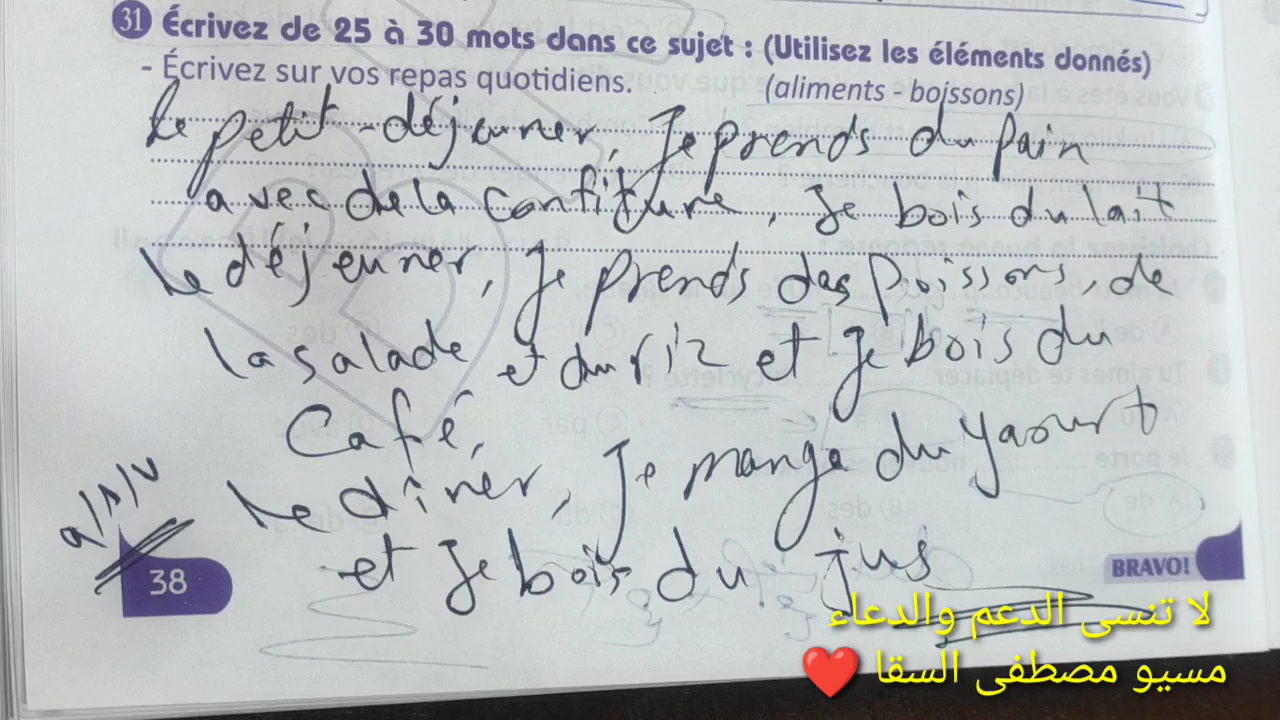 31 Écrivez de 25 à 30 mots dans ce sujet : (Utilisez les éléments donnés)
- Écrivez sur vos repas quotidiens. (aliments - boissons)
Le petit-déjeuner, Je prends du pain
avec de la confiture, Je bois du lait
Le déjeuner, Je prends des poissons, de
la salade et du riz et Je bois du
Café,
Le dîner, Je mange du yaourt
et Je bois du jus
38
BRAVO!
لا تنسى الدعم والدعاء
مسيو مصطفى السقا ❤️